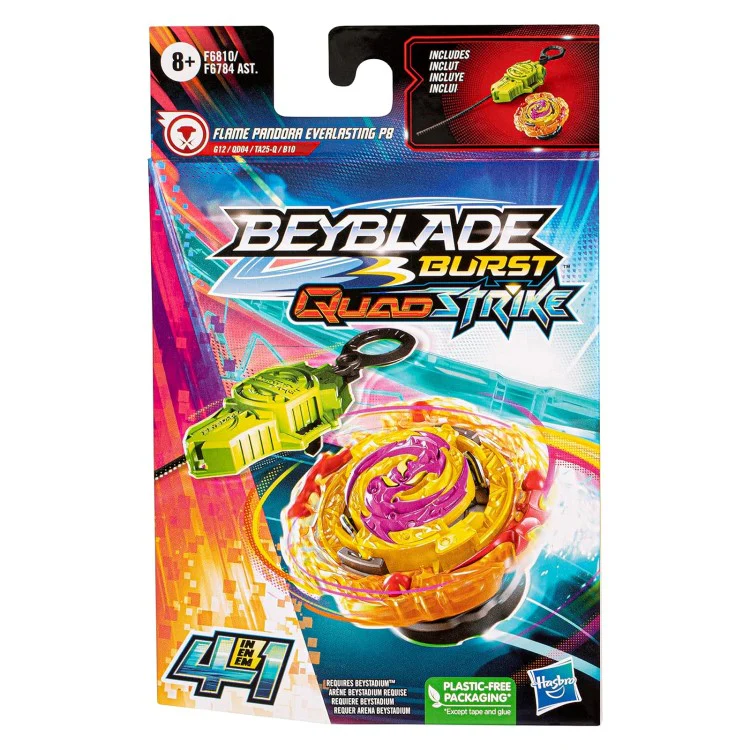 8+
F6810/
F6784 AST.
INCLUDES
INCLUT
INCLUYE
INCLUI
FLAME PANDORA EVERLASTING P8
G12 / QD04 / TA25-Q / B10
BEYBLADE
BURST™
QUADSTRIKE
4 IN 1
EN
EM
REQUIRES BEYSTADIUM™
ARÈNE BEYSTADIUM REQUISE
REQUIERE BEYSTADIUM
REQUER ARENA BEYSTADIUM
PLASTIC-FREE
PACKAGING*
*Except tape and glue
Hasbro